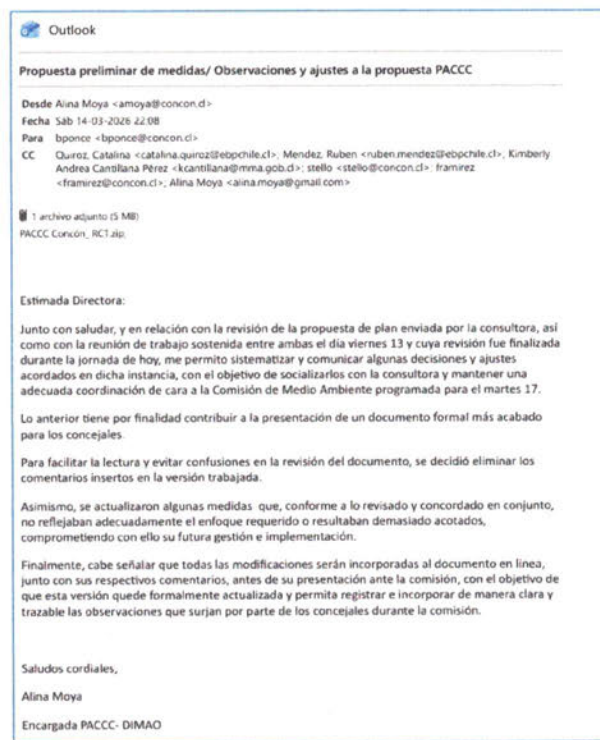 Outlook
Propuesta preliminar de medidas/ Observaciones y ajustes a la propuesta PACCC
Desde Alina Moya <amoya@concon.cl>
Fecha Sáb 14-03-2026 22:08
Para bponce <bponce@concon.cl>
CC Quiroz, Catalina <catalina.quiroz@ebpchile.cl>; Mendez, Ruben <ruben.mendez@ebpchile.cl>; Kimberly
Andrea Cantillana Pérez <kcantillana@mma.gob.cl>; stello <stello@concon.cl>; framirez
<framirez@concon.cl>; Alina Moya <alina.moya@gmail.com>
1 archivo adjunto (5 MB)
PACCC Concón_ RCT.zip
Estimada Directora:
Junto con saludar, y en relación con la revisión de la propuesta de plan enviada por la consultora, así
como con la reunión de trabajo sostenida entre ambas el día viernes 13 y cuya revisión fue finalizada
durante la jornada de hoy, me permito sistematizar y comunicar algunas decisiones y ajustes
acordados en dicha instancia, con el objetivo de socializarlos con la consultora y mantener una
adecuada coordinación de cara a la Comisión de Medio Ambiente programada para el martes 17.
Lo anterior tiene por finalidad contribuir a la presentación de un documento formal más acabado
para los concejales.
Para facilitar la lectura y evitar confusiones en la revisión del documento, se decidió eliminar los
comentarios insertos en la versión trabajada.
Asimismo, se actualizaron algunas medidas que, conforme a lo revisado y concordado en conjunto,
no reflejaban adecuadamente el enfoque requerido o resultaban demasiado acotados,
comprometiendo con ello su futura gestión e implementación.
Finalmente, cabe señalar que todas las modificaciones serán incorporadas al documento en línea,
junto con sus respectivos comentarios, antes de su presentación ante la comisión, con el objetivo de
que esta versión quede formalmente actualizada y permita registrar e incorporar de manera clara y
trazable las observaciones que surjan por parte de los concejales durante la comisión.
Saludos cordiales,
Alina Moya
Encargada PACCC- DIMAO